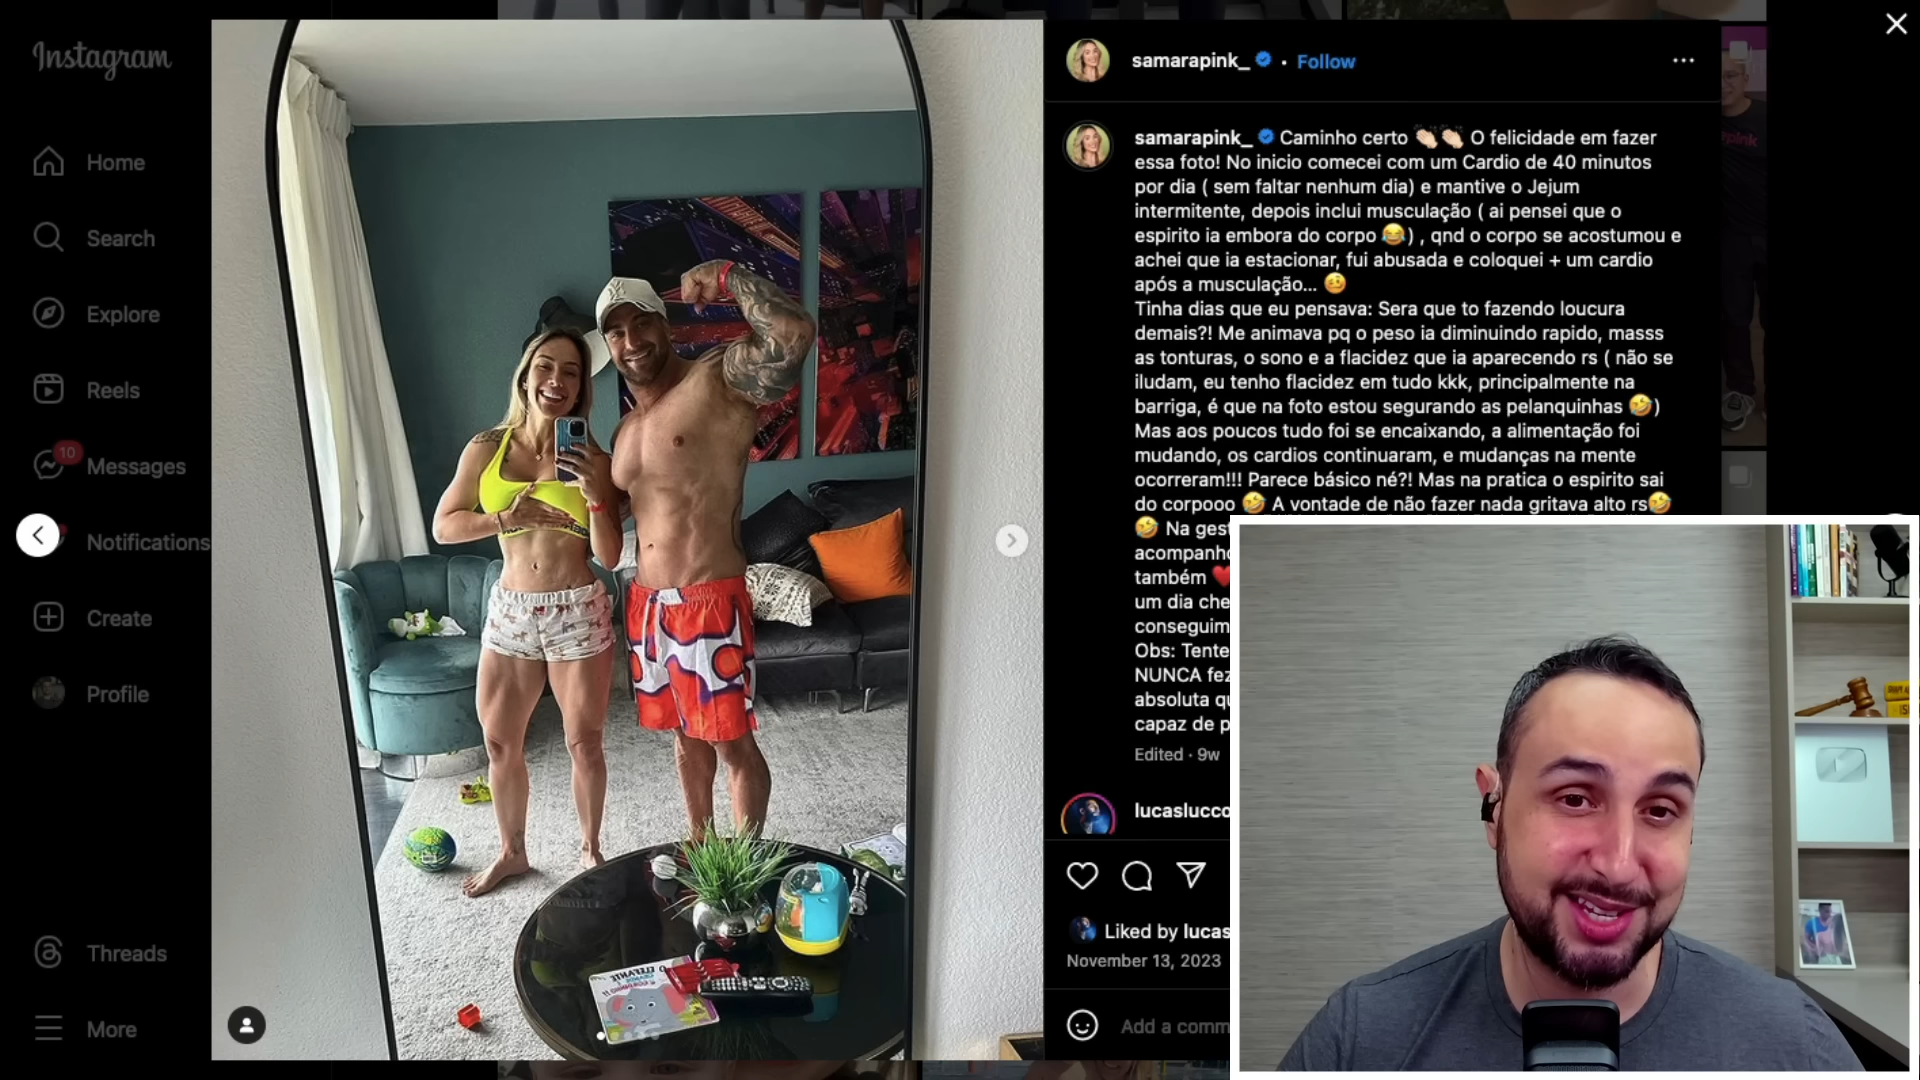 Instagram
Home
Search
Explore
Reels
10
Messages
Notifications
Create
Profile
Threads
More
samarapink_ • Follow
samarapink_ Caminho certo 👏🏻👏🏻 O felicidade em fazer
essa foto! No inicio comecei com um Cardio de 40 minutos
por dia ( sem faltar nenhum dia) e mantive o Jejum
intermitente, depois inclui musculação ( ai pensei que o
espirito ia embora do corpo 😂) , qnd o corpo se acostumou e
achei que ia estacionar, fui abusada e coloquei + um cardio
após a musculação... 🥴
Tinha dias que eu pensava: Sera que to fazendo loucura
demais?! Me animava pq o peso ia diminuindo rapido, masss
as tonturas, o sono e a flacidez que ia aparecendo rs ( não se
iludam, eu tenho flacidez em tudo kkk, principalmente na
barriga, é que na foto estou segurando as pelanquinhas 🤣)
Mas aos poucos tudo foi se encaixando, a alimentação foi
mudando, os cardios continuaram, e mudanças na mente
ocorreram!!! Parece básico né?! Mas na pratica o espirito sai
do corpooo 🤣 A vontade de não fazer nada gritava alto rs🤣
🤣 Na gest
acompanho
também ❤️
um dia che
conseguim
Obs: Tente
NUNCA fez
absoluta qu
capaz de p
Edited · 9w
lucaslucco
Liked by lucas
November 13, 2023
Add a comm
O ELEFANTE